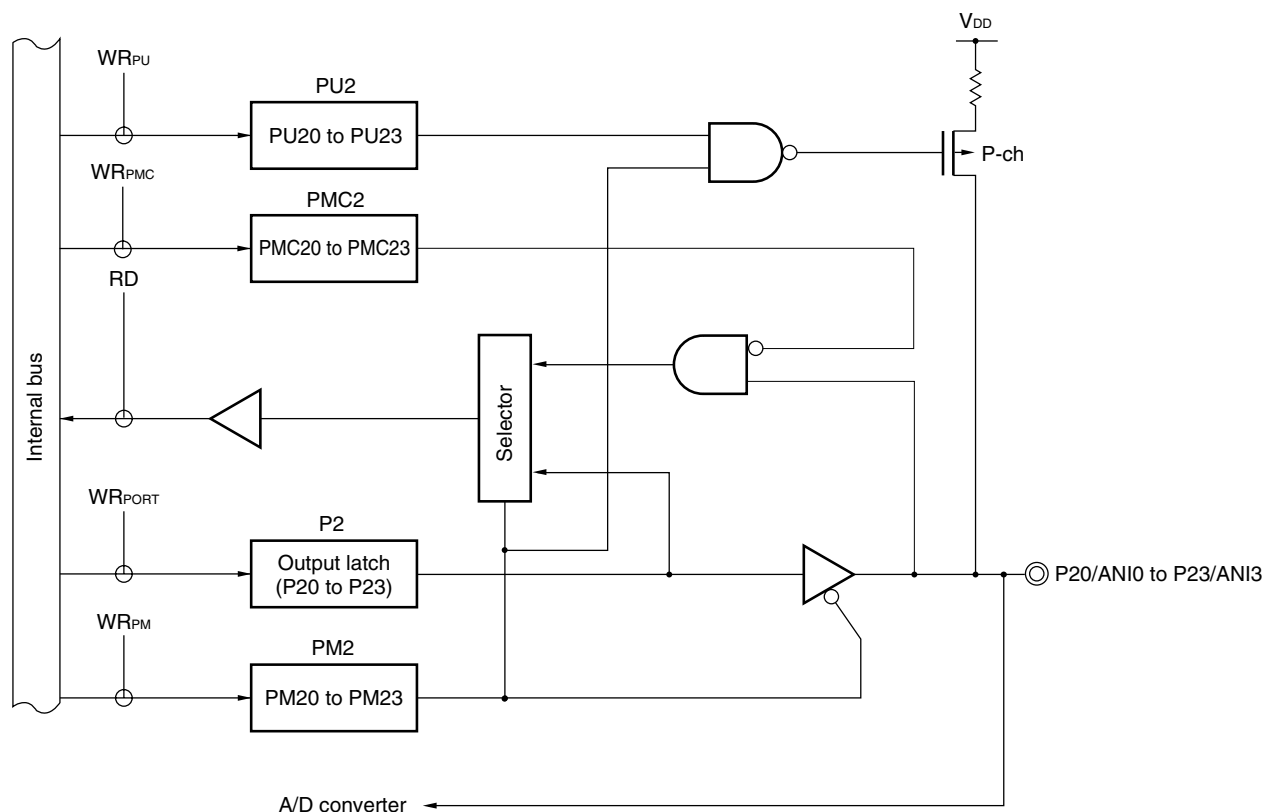 VDD
WRPU
PU2
PU20 to PU23
P-ch
WRPMC
PMC2
PMC20 to PMC23
RD
Internal bus
Selector
WRPORT
P2
Output latch
(P20 to P23)
P20/ANI0 to P23/ANI3
WRPM
PM2
PM20 to PM23
A/D converter